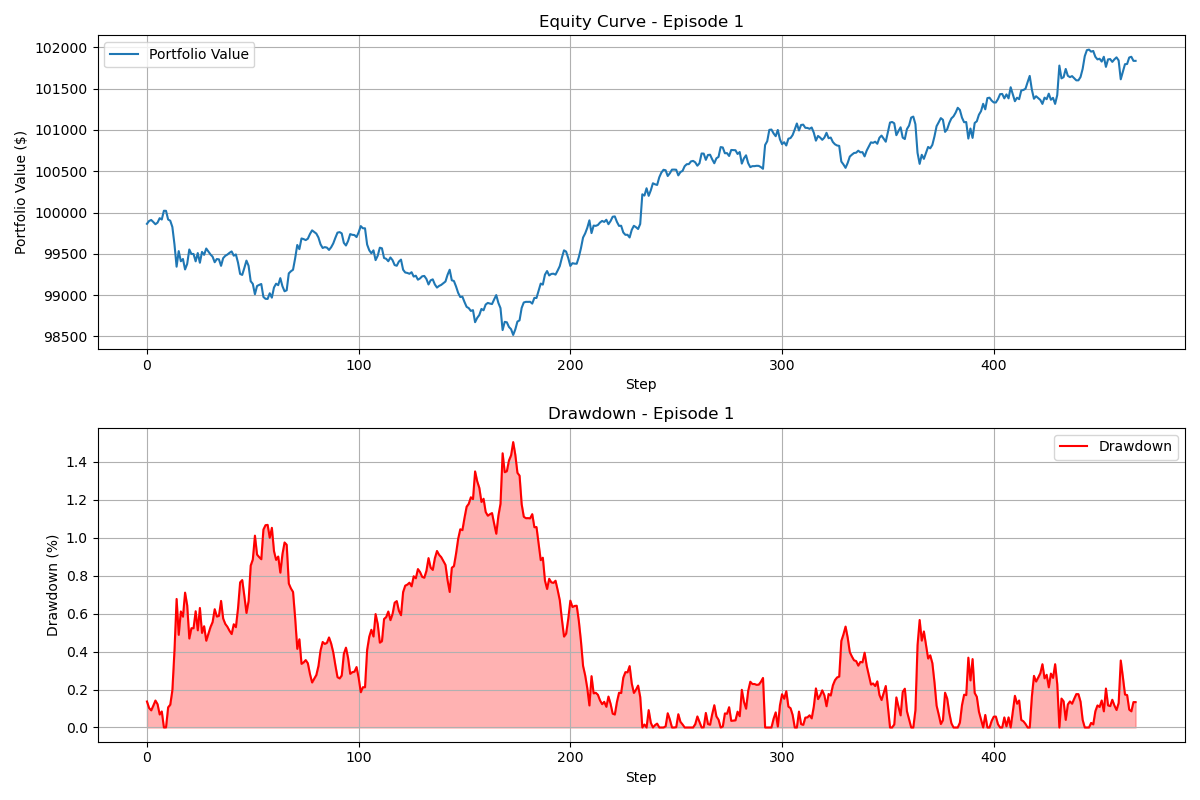 Equity Curve - Episode 1
Portfolio Value
Portfolio Value ($)
102000
101500
101000
100500
100000
99500
99000
98500
0 100 200 300 400
Step
Drawdown - Episode 1
Drawdown
Drawdown (%)
1.4
1.2
1.0
0.8
0.6
0.4
0.2
0.0
0 100 200 300 400
Step